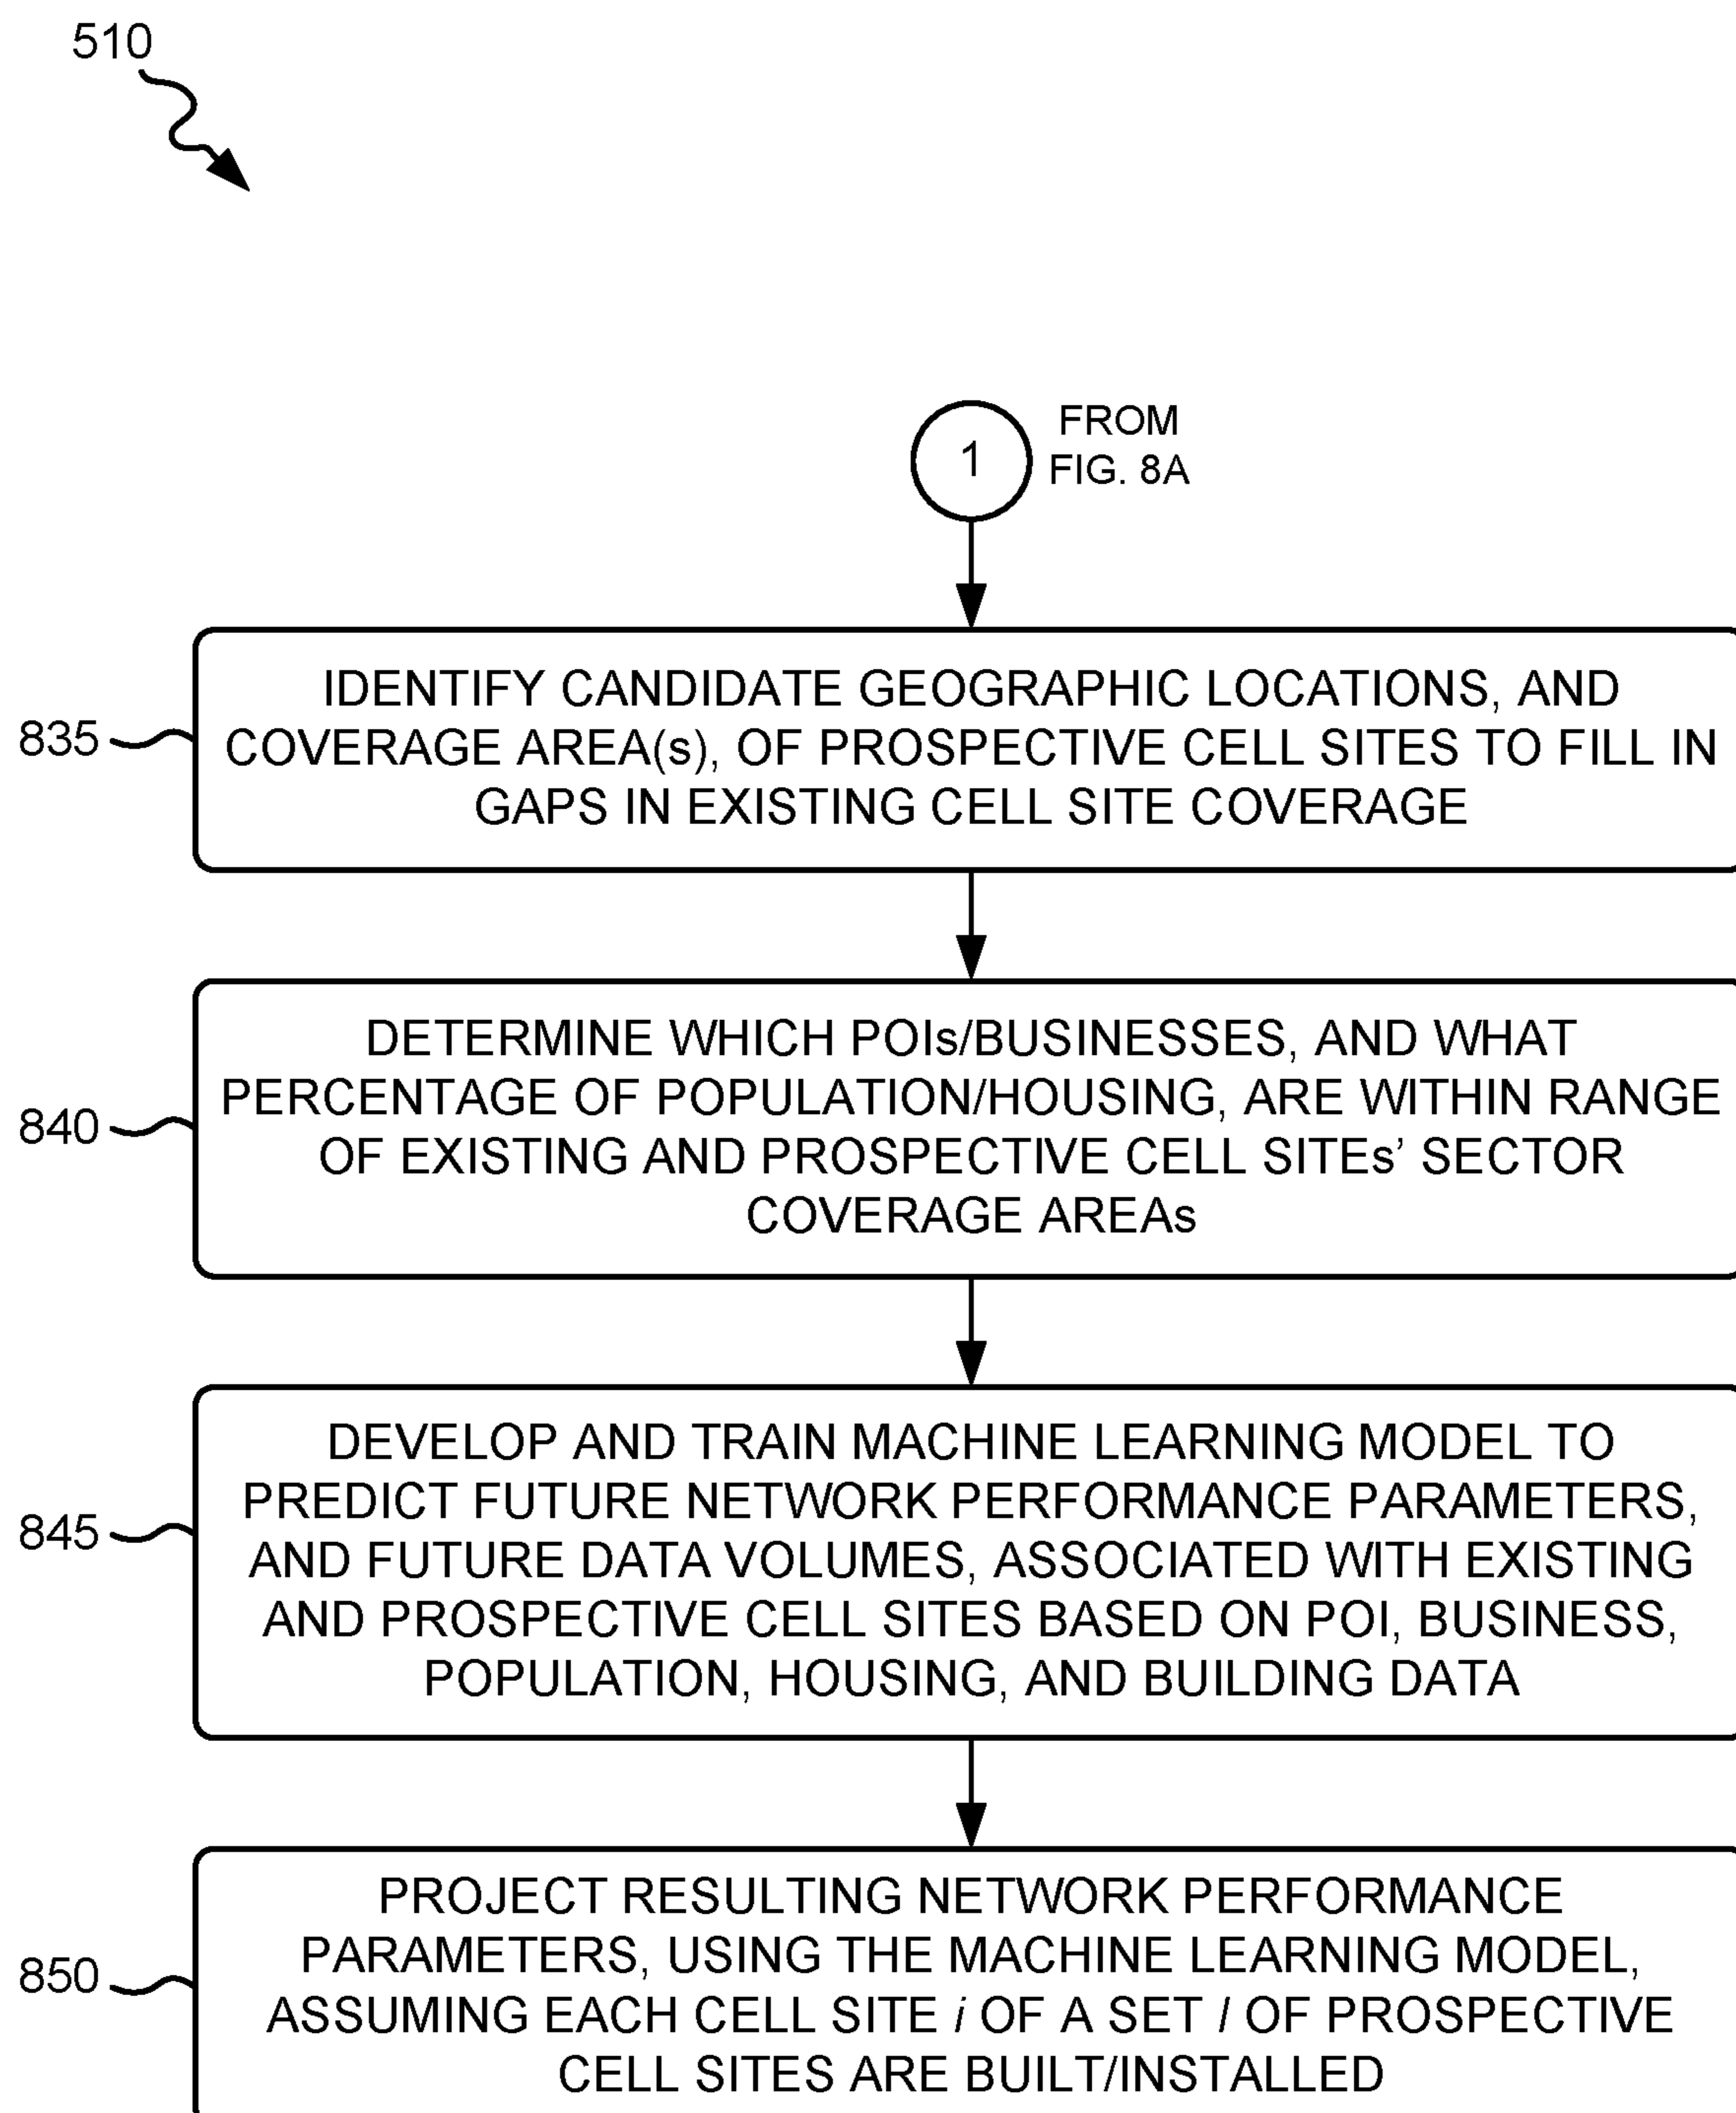 510
1
FROM
FIG. 8A
835
IDENTIFY CANDIDATE GEOGRAPHIC LOCATIONS, AND
COVERAGE AREA(s), OF PROSPECTIVE CELL SITES TO FILL IN
GAPS IN EXISTING CELL SITE COVERAGE
840
DETERMINE WHICH POIs/BUSINESSES, AND WHAT
PERCENTAGE OF POPULATION/HOUSING, ARE WITHIN RANGE
OF EXISTING AND PROSPECTIVE CELL SITEs’ SECTOR
COVERAGE AREAs
845
DEVELOP AND TRAIN MACHINE LEARNING MODEL TO
PREDICT FUTURE NETWORK PERFORMANCE PARAMETERS,
AND FUTURE DATA VOLUMES, ASSOCIATED WITH EXISTING
AND PROSPECTIVE CELL SITES BASED ON POI, BUSINESS,
POPULATION, HOUSING, AND BUILDING DATA
850
PROJECT RESULTING NETWORK PERFORMANCE
PARAMETERS, USING THE MACHINE LEARNING MODEL,
ASSUMING EACH CELL SITE i OF A SET I OF PROSPECTIVE
CELL SITES ARE BUILT/INSTALLED